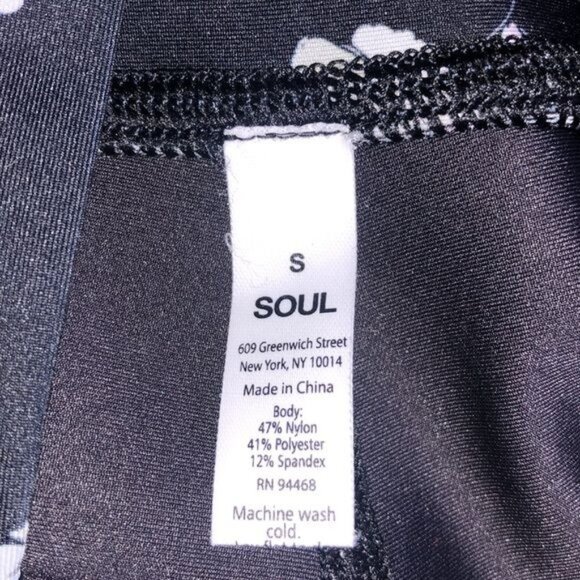 S
SOUL
609 Greenwich Street
New York, NY 10014
Made in China
Body:
47% Nylon
41% Polyester
12% Spandex
RN 94468
Machine wash
cold.